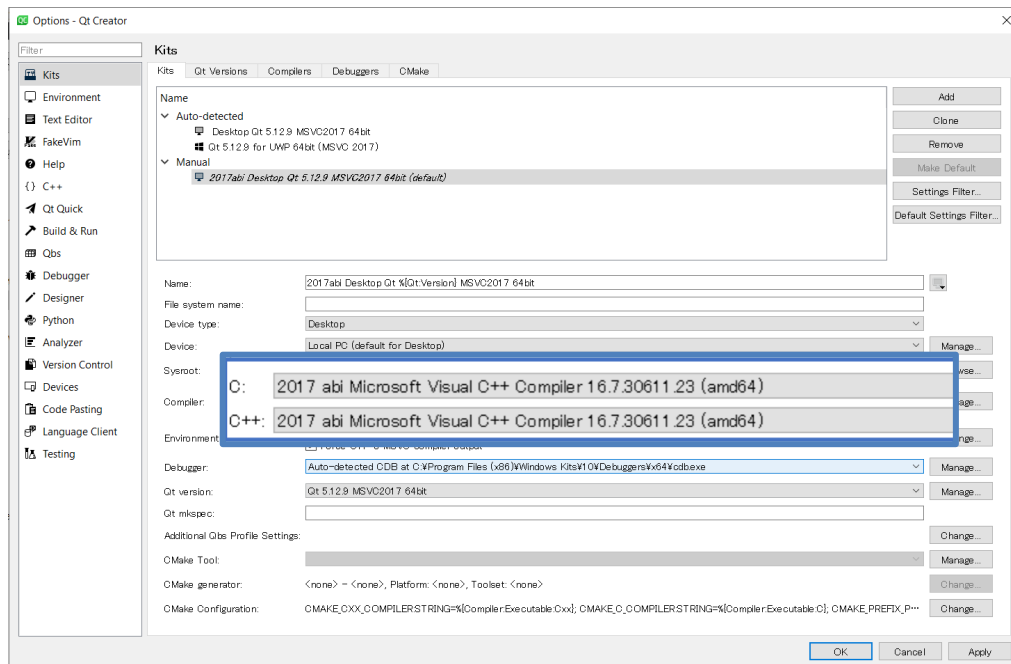 Options - Qt Creator
Filter
Kits
Kits
Environment
Text Editor
FakeVim
Help
{} C++
Qt Quick
Build & Run
Qbs
Debugger
Designer
Python
Analyzer
Version Control
Devices
Code Pasting
Language Client
Testing
Kits Qt Versions Compilers Debuggers CMake
Name
Auto-detected
Desktop Qt 5.12.9 MSVC2017 64bit
Qt 5.12.9 for UWP 64bit (MSVC 2017)
Manual
2017abi Desktop Qt 5.12.9 MSVC2017 64bit (default)
Add
Clone
Remove
Make Default
Settings Filter...
Default Settings Filter...
Name: 2017abi Desktop Qt %{Qt:Version} MSVC2017 64bit
File system name:
Device type: Desktop
Device: Local PC (default for Desktop) Manage...
Sysroot:
Compiler:
C: 2017 abi Microsoft Visual C++ Compiler 16.7.30611.23 (amd64)
C++: 2017 abi Microsoft Visual C++ Compiler 16.7.30611.23 (amd64)
Environment
Debugger: Auto-detected CDB at C:¥Program Files (x86)¥Windows Kits¥10¥Debuggers¥x64¥cdb.exe Manage...
Qt version: Qt 5.12.9 MSVC2017 64bit Manage...
Qt mkspec:
Additional Qbs Profile Settings: Change...
CMake Tool: Manage...
CMake generator: <none> - <none>, Platform: <none>, Toolset: <none> Change...
CMake Configuration: CMAKE_CXX_COMPILER:STRING=%{Compiler:Executable:Cxx}; CMAKE_C_COMPILER:STRING=%{Compiler:Executable:C}; CMAKE_PREFIX_P... Change...
OK Cancel Apply